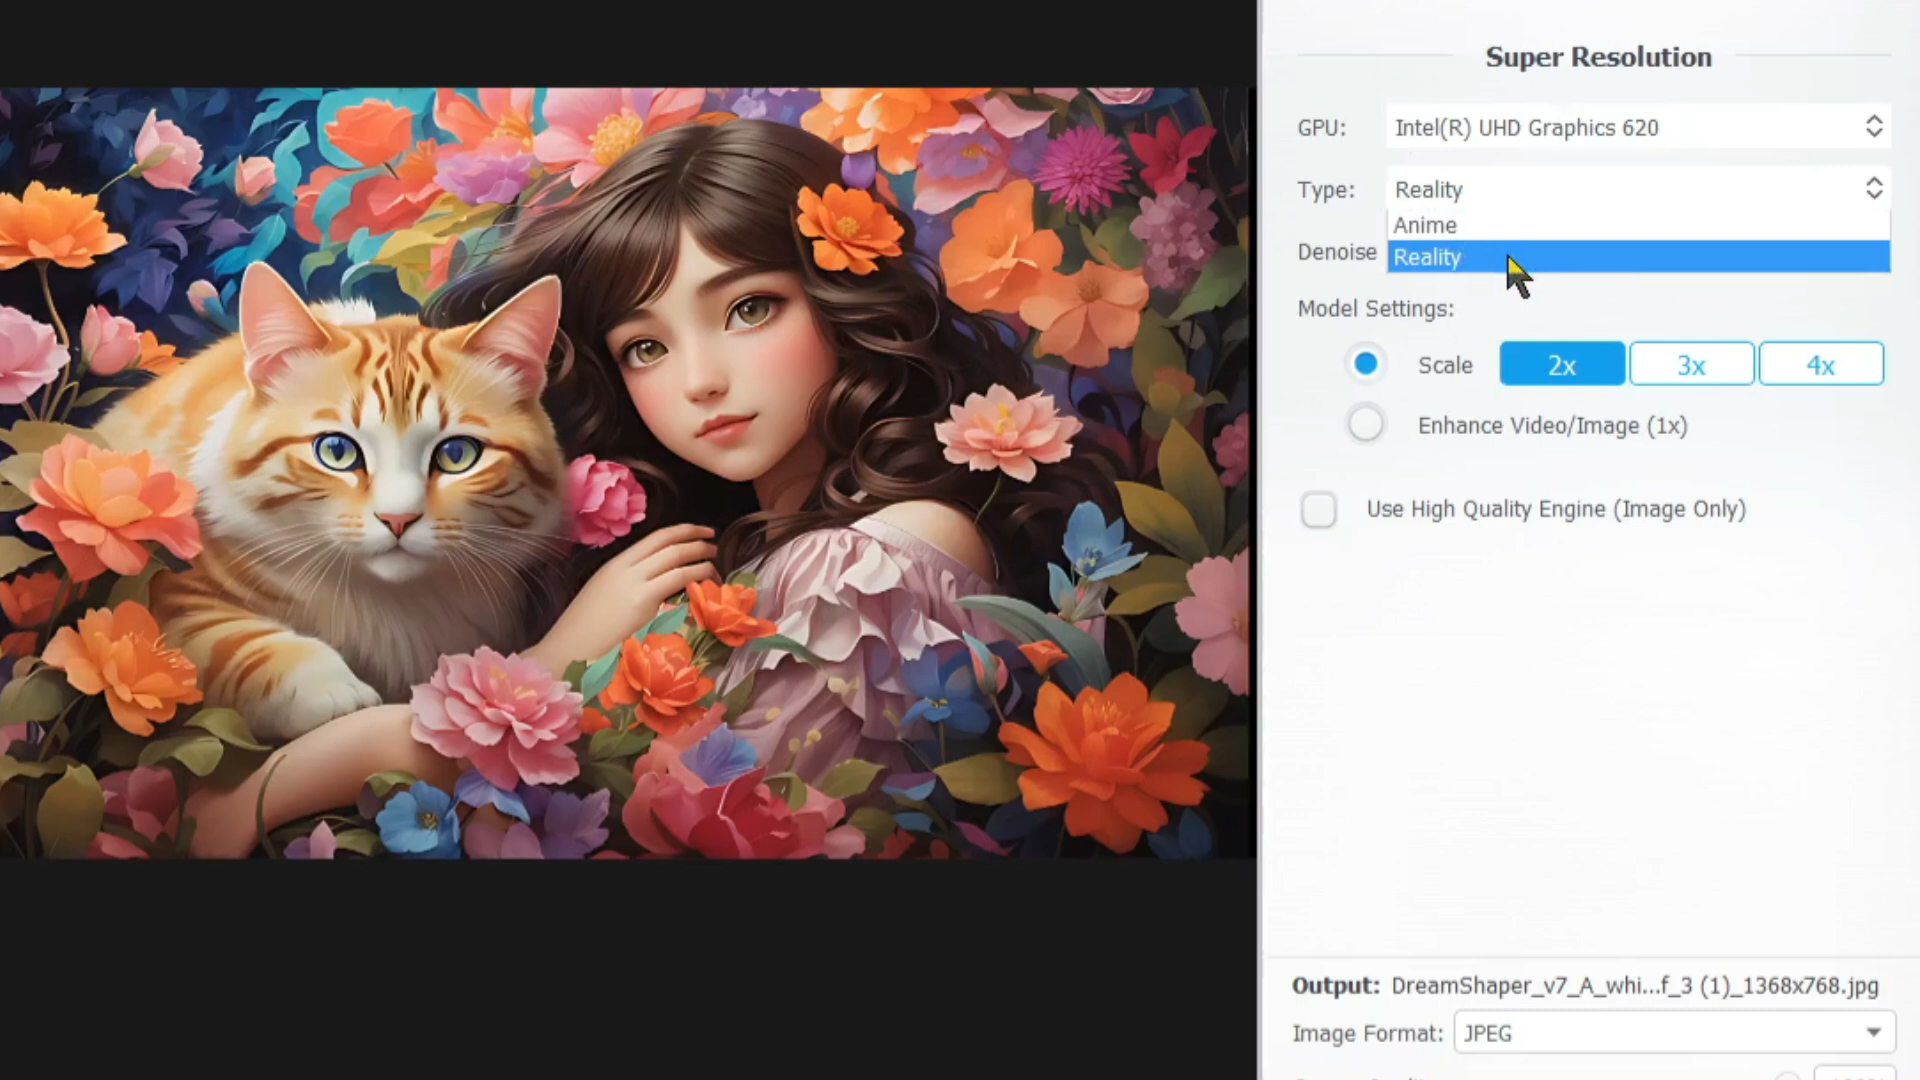 Super Resolution
GPU: Intel(R) UHD Graphics 620
Type: Reality
Anime
Denoise
Reality
Model Settings:
Scale 2x 3x 4x
Enhance Video/Image (1x)
Use High Quality Engine (Image Only)
Output: DreamShaper_v7_A_whi...f_3 (1)_1368x768.jpg
Image Format: JPEG